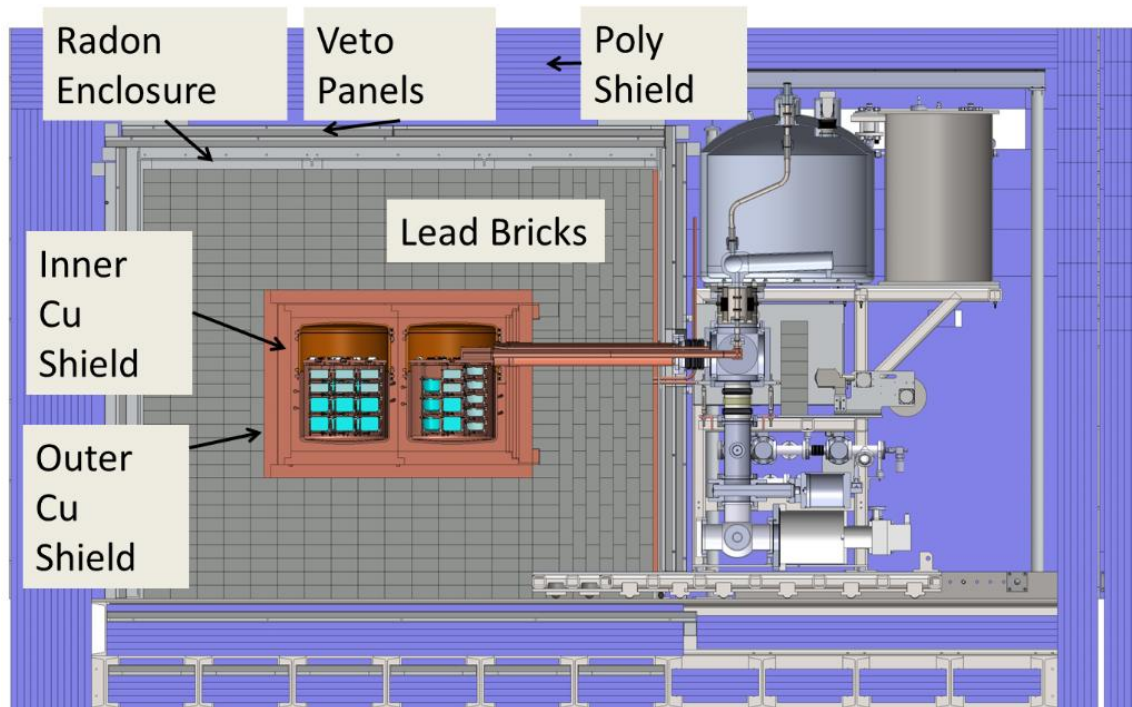 Radon
Enclosure
Veto
Panels
Poly
Shield
Lead Bricks
Inner
Cu
Shield
Outer
Cu
Shield